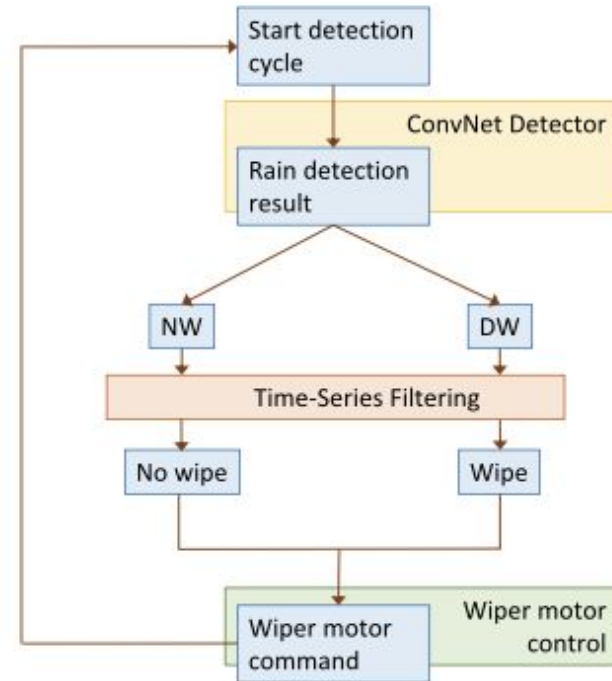 Start detection
cycle
ConvNet Detector
Rain detection
result
NW
DW
Time-Series Filtering
No wipe
Wipe
Wiper motor
control
Wiper motor
command